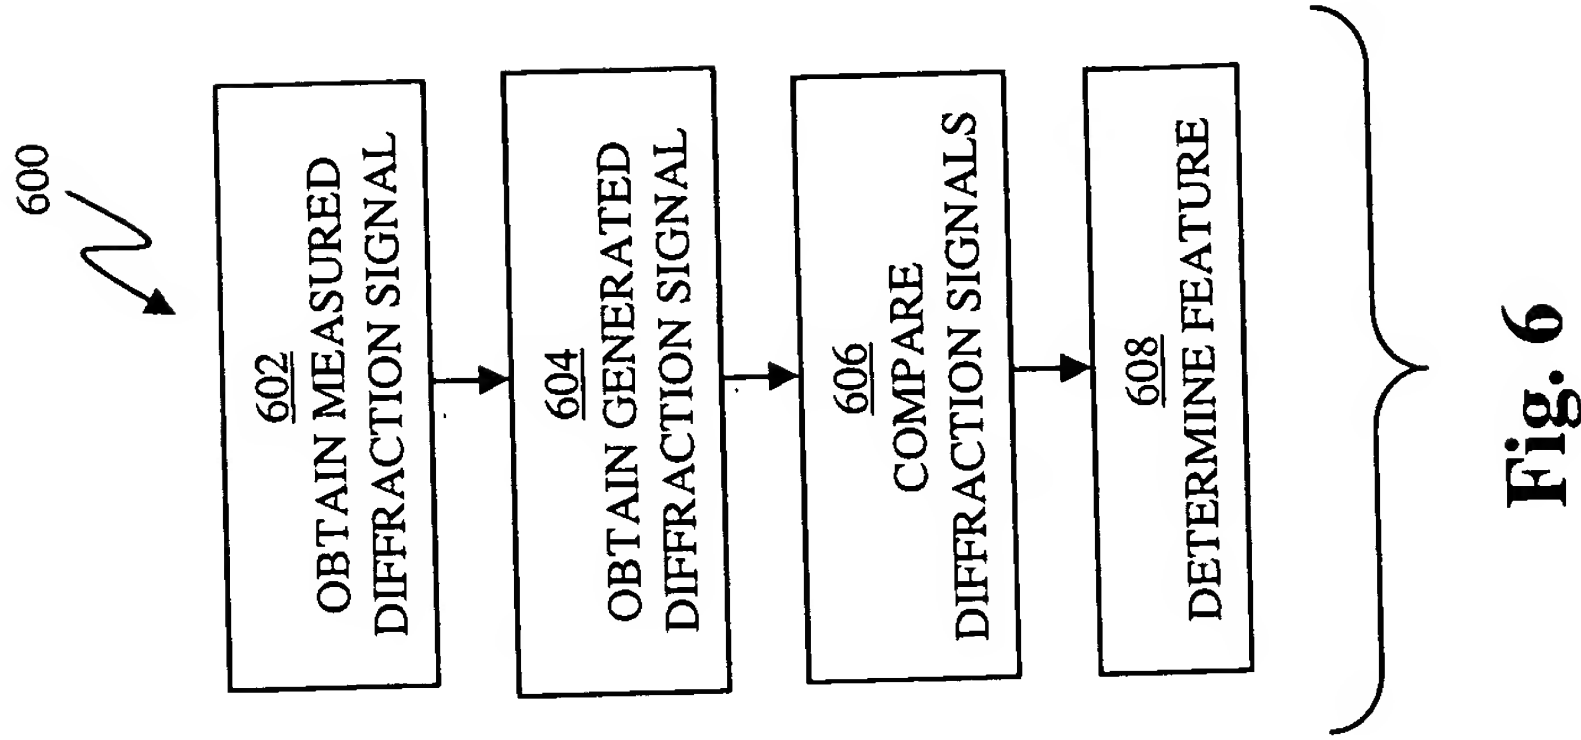 600
602
OBTAIN MEASURED
DIFFRACTION SIGNAL
604
OBTAIN GENERATED
DIFFRACTION SIGNAL
606
COMPARE
DIFFRACTION SIGNALS
608
DETERMINE FEATURE
Fig. 6